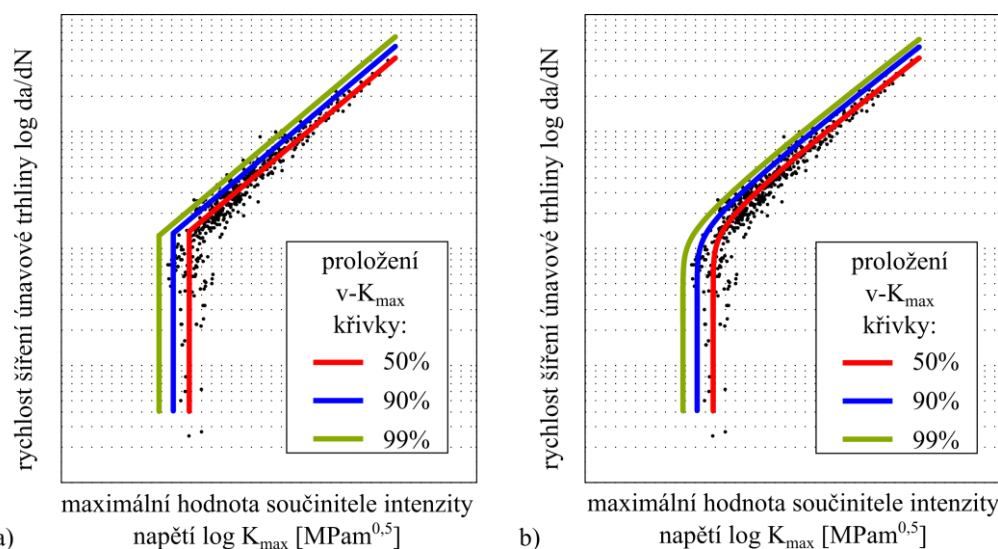 rychlost šíření únavové trhliny log da/dN
proložení
v-Kmax
křivky:
50%
90%
99%
maximální hodnota součinitele intenzity
napětí log Kmax [MPam0,5]
a)
rychlost šíření únavové trhliny log da/dN
proložení
v-Kmax
křivky:
50%
90%
99%
maximální hodnota součinitele intenzity
napětí log Kmax [MPam0,5]
b)